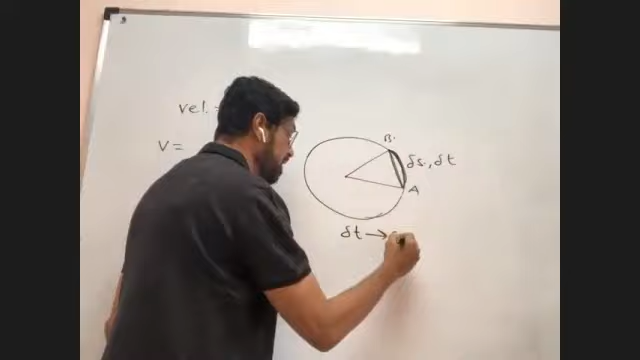 vel.
V =
B.
δs, δt
A
δt →